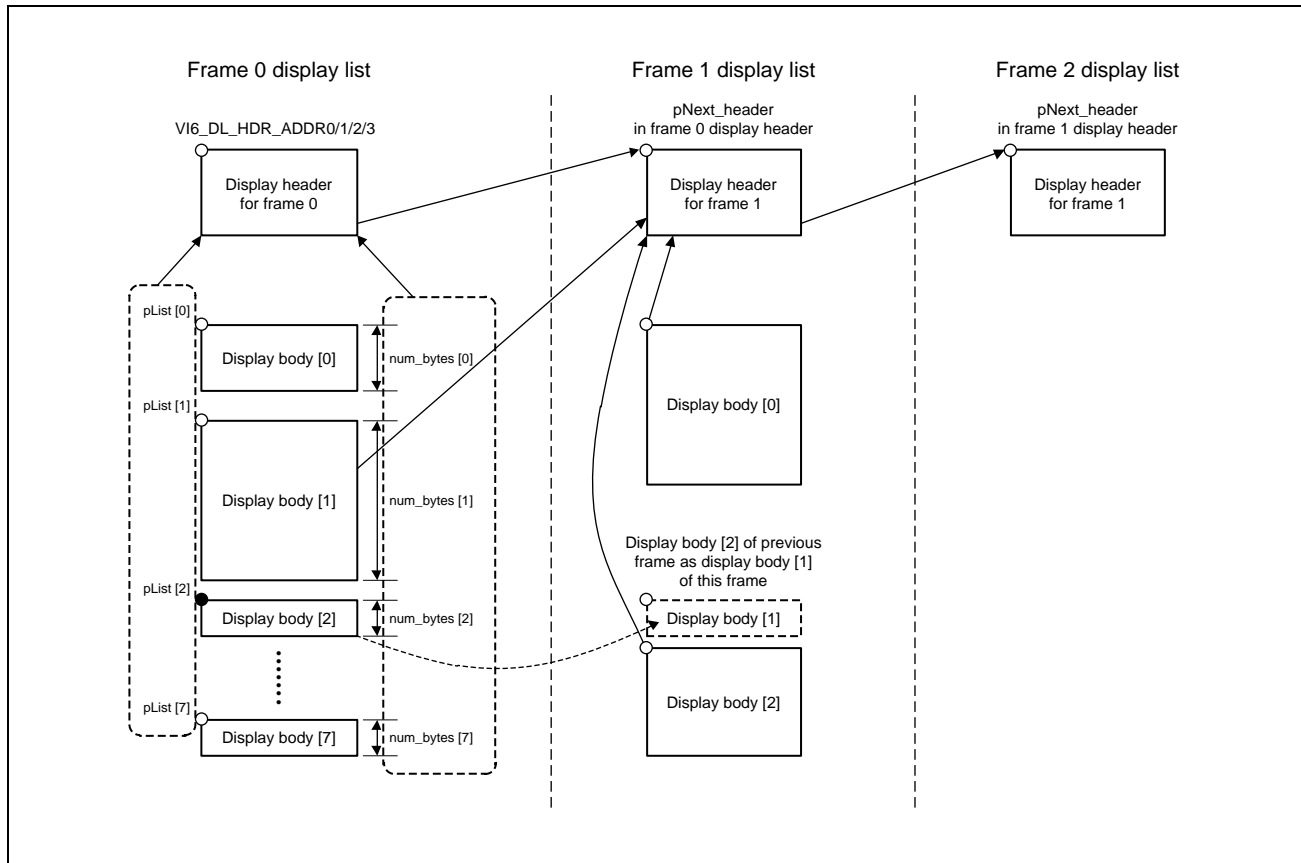 Frame 0 display list
VI6_DL_HDR_ADDR0/1/2/3
Display header
for frame 0
pList [0]
Display body [0]
num_bytes [0]
pList [1]
Display body [1]
num_bytes [1]
pList [2]
Display body [2]
num_bytes [2]
pList [7]
Display body [7]
num_bytes [7]
Frame 1 display list
pNext_header
in frame 0 display header
Display header
for frame 1
Display body [0]
Display body [2] of previous
frame as display body [1]
of this frame
Display body [1]
Display body [2]
Frame 2 display list
pNext_header
in frame 1 display header
Display header
for frame 1